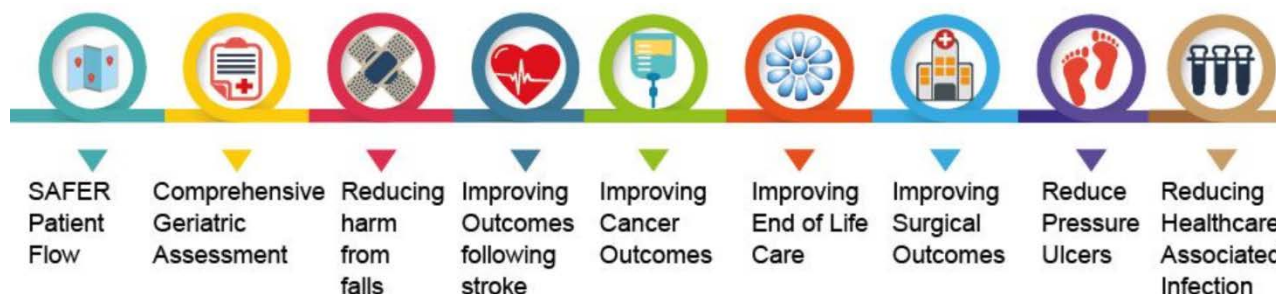 SAFER
Patient
Flow
Comprehensive
Geriatric
Assessment
Reducing
harm
from
falls
Improving
Outcomes
following
stroke
Improving
Cancer
Outcomes
Improving
End of Life
Care
Improving
Surgical
Outcomes
Reduce
Pressure
Ulcers
Reducing
Healthcare
Associated
Infection